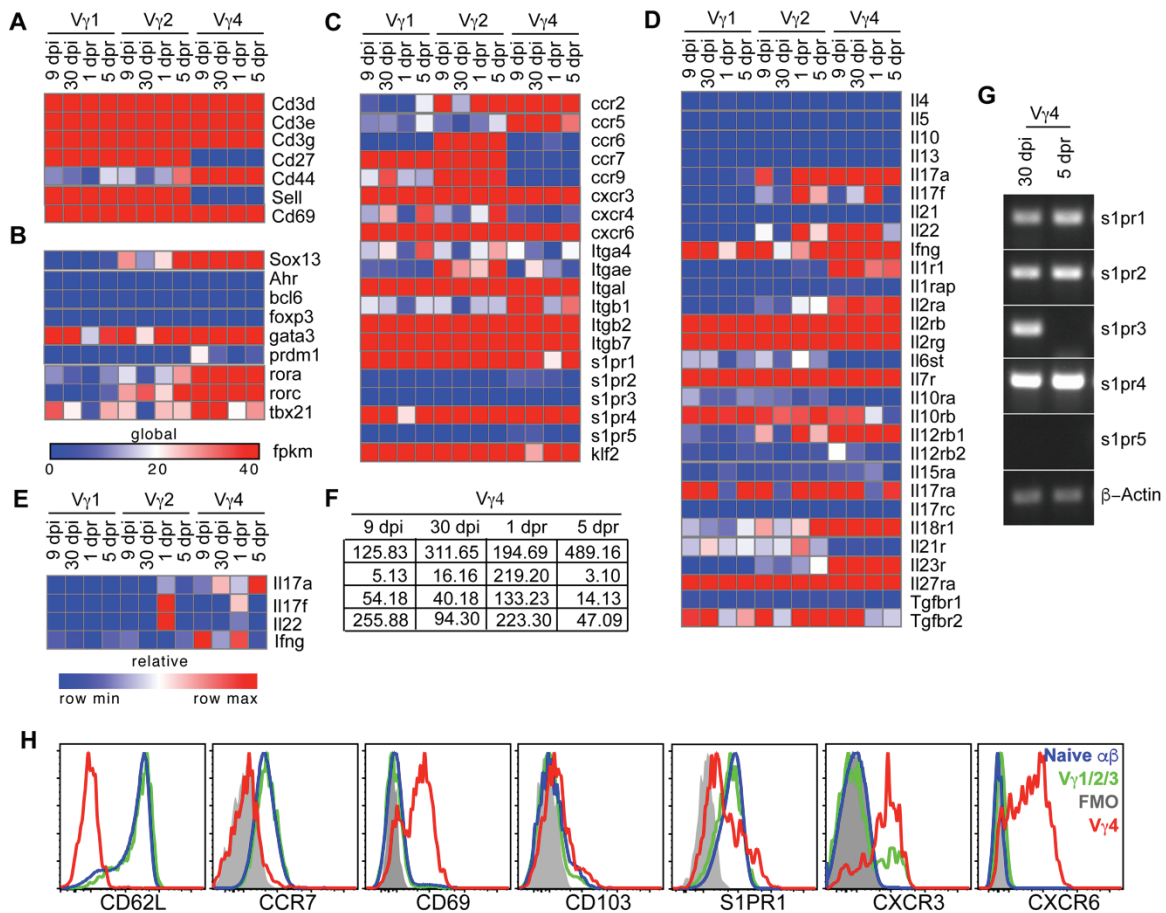 A
Vγ1 Vγ2 Vγ4
9 dpi 30 dpi 1 dpr 5 dpr 9 dpi 30 dpi 1 dpr 5 dpr 9 dpi 30 dpi 1 dpr 5 dpr
Cd3d
Cd3e
Cd3g
Cd27
Cd44
Sell
Cd69
B
Sox13
Ahr
bcl6
foxp3
gata3
prdm1
rora
rorc
tbx21
global
fpkm
0 20 40
C
Vγ1 Vγ2 Vγ4
9 dpi 30 dpi 1 dpr 5 dpr 9 dpi 30 dpi 1 dpr 5 dpr 9 dpi 30 dpi 1 dpr 5 dpr
ccr2
ccr5
ccr6
ccr7
ccr9
cxcr3
cxcr4
cxcr6
Itga4
Itgae
Itgal
Itgb1
Itgb2
Itgb7
s1pr1
s1pr2
s1pr3
s1pr4
s1pr5
klf2
D
Vγ1 Vγ2 Vγ4
9 dpi 30 dpi 1 dpr 5 dpr 9 dpi 30 dpi 1 dpr 5 dpr 9 dpi 30 dpi 1 dpr 5 dpr
Il4
Il5
Il10
Il13
Il17a
Il17f
Il21
Il22
Ifng
Il1r1
Il1rap
Il2ra
Il2rb
Il2rg
Il6st
Il7r
Il10ra
Il10rb
Il12rb1
Il12rb2
Il15ra
Il17ra
Il17rc
Il18r1
Il21r
Il23r
Il27ra
Tgfbr1
Tgfbr2
E
Vγ1 Vγ2 Vγ4
9 dpi 30 dpi 1 dpr 5 dpr 9 dpi 30 dpi 1 dpr 5 dpr 9 dpi 30 dpi 1 dpr 5 dpr
Il17a
Il17f
Il22
Ifng
relative
row min row max
F
Vγ4
9 dpi 30 dpi 1 dpr 5 dpr
125.83 311.65 194.69 489.16
5.13 16.16 219.20 3.10
54.18 40.18 133.23 14.13
255.88 94.30 223.30 47.09
G
Vγ4
30 dpi 5 dpr
s1pr1
s1pr2
s1pr3
s1pr4
s1pr5
β–Actin
H
Naive αβ
Vγ1/2/3
FMO
Vγ4
CD62L CCR7 CD69 CD103 S1PR1 CXCR3 CXCR6